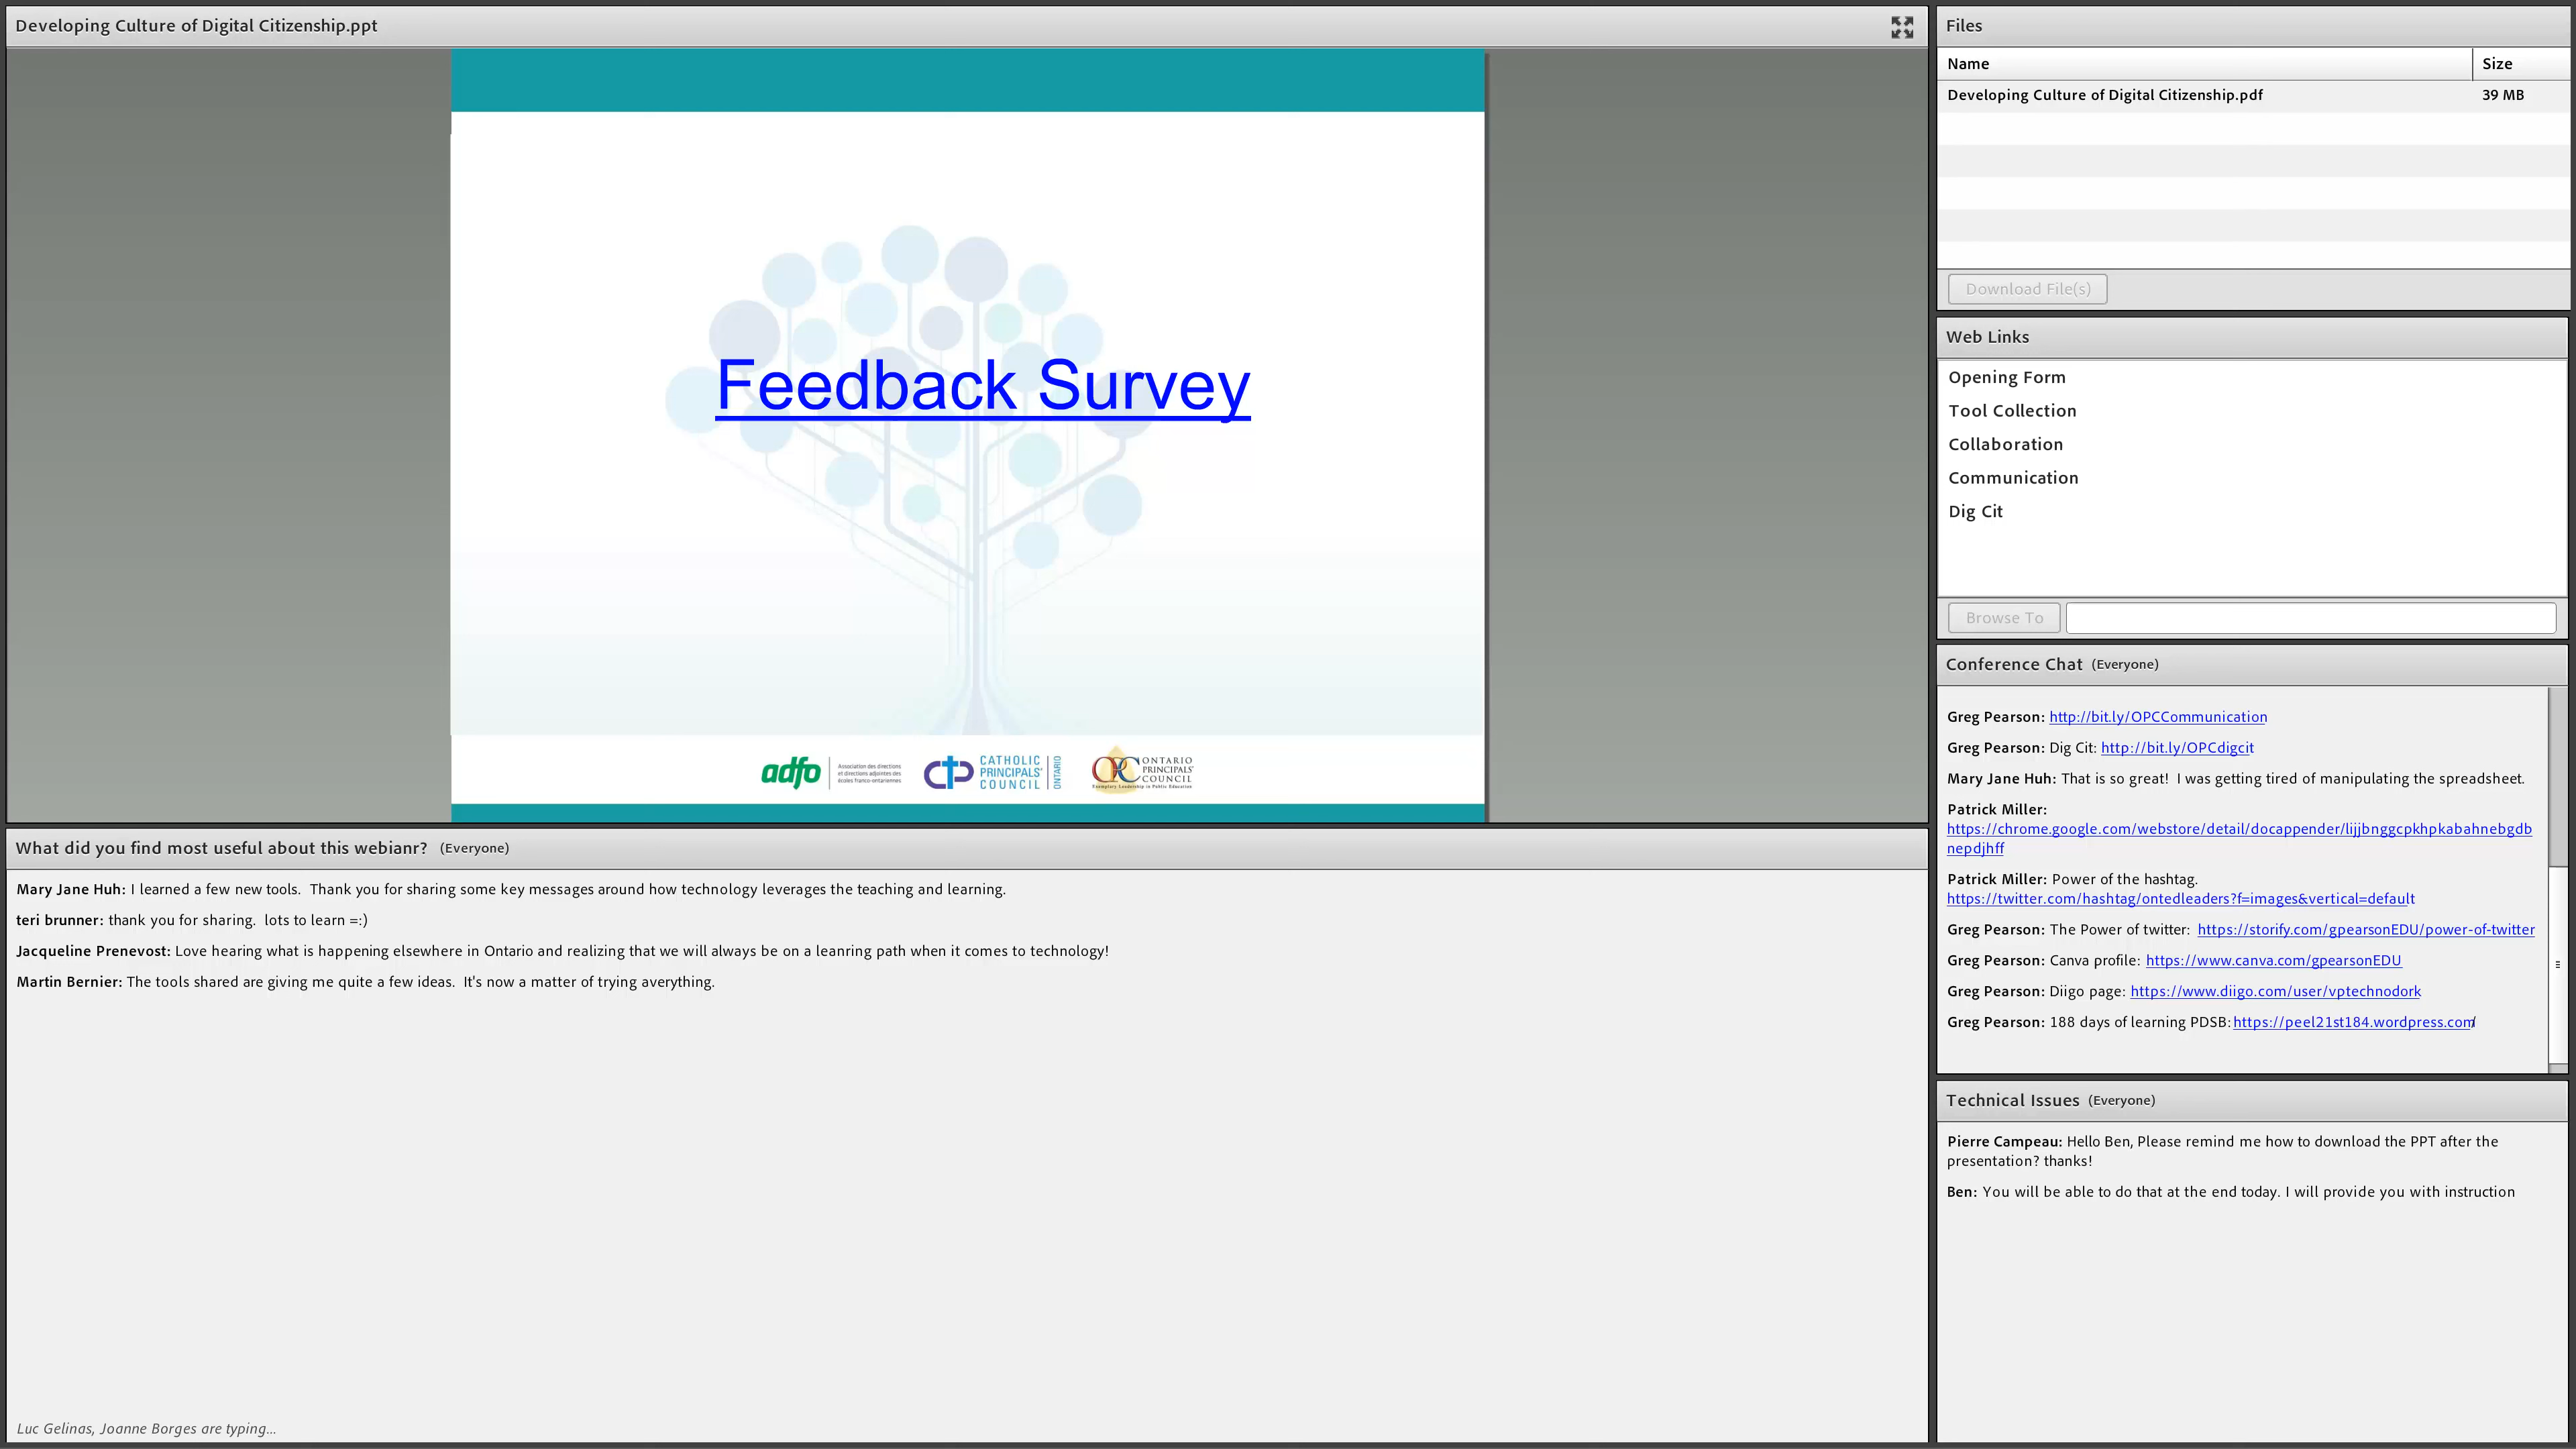 Developing Culture of Digital Citizenship.ppt
Feedback Survey
adfo
Association des directions
et directions adjointes des
écoles franco-ontariennes
CATHOLIC
PRINCIPALS'
COUNCIL
ONTARIO
ONTARIO
PRINCIPALS'
COUNCIL
Exemplary Leadership in Public Education
What did you find most useful about this webianr? (Everyone)
Mary Jane Huh: I learned a few new tools.  Thank you for sharing some key messages around how technology leverages the teaching and learning.
teri brunner: thank you for sharing.  lots to learn =:)
Jacqueline Prenevost: Love hearing what is happening elsewhere in Ontario and realizing that we will always be on a leanring path when it comes to technology!
Martin Bernier: The tools shared are giving me quite a few ideas.  It's now a matter of trying averything.
Luc Gelinas, Joanne Borges are typing...
Files
Name Size
Developing Culture of Digital Citizenship.pdf 39 MB
Download File(s)
Web Links
Opening Form
Tool Collection
Collaboration
Communication
Dig Cit
Browse To
Conference Chat (Everyone)
Greg Pearson: http://bit.ly/OPCCommunication
Greg Pearson: Dig Cit: http://bit.ly/OPCdigcit
Mary Jane Huh: That is so great!  I was getting tired of manipulating the spreadsheet.
Patrick Miller:
https://chrome.google.com/webstore/detail/docappender/lijjbnggcpkhpkabahnebgdb
nepdjhff
Patrick Miller: Power of the hashtag.
https://twitter.com/hashtag/ontedleaders?f=images&vertical=default
Greg Pearson: The Power of twitter:  https://storify.com/gpearsonEDU/power-of-twitter
Greg Pearson: Canva profile: https://www.canva.com/gpearsonEDU
Greg Pearson: Diigo page: https://www.diigo.com/user/vptechnodork
Greg Pearson: 188 days of learning PDSB: https://peel21st184.wordpress.com/
Technical Issues (Everyone)
Pierre Campeau: Hello Ben, Please remind me how to download the PPT after the
presentation? thanks!
Ben: You will be able to do that at the end today. I will provide you with instruction